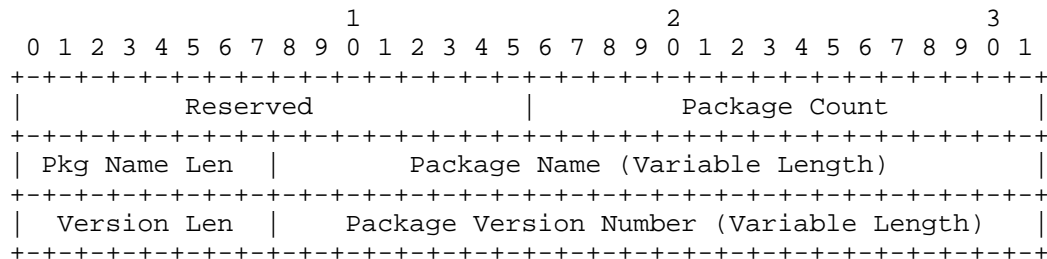 1                   2                   3
 0 1 2 3 4 5 6 7 8 9 0 1 2 3 4 5 6 7 8 9 0 1 2 3 4 5 6 7 8 9 0 1
+-+-+-+-+-+-+-+-+-+-+-+-+-+-+-+-+-+-+-+-+-+-+-+-+-+-+-+-+-+-+-+-+
|          Reserved             |         Package Count         |
+-+-+-+-+-+-+-+-+-+-+-+-+-+-+-+-+-+-+-+-+-+-+-+-+-+-+-+-+-+-+-+-+
| Pkg Name Len  |        Package Name (Variable Length)         |
+-+-+-+-+-+-+-+-+-+-+-+-+-+-+-+-+-+-+-+-+-+-+-+-+-+-+-+-+-+-+-+-+
|  Version Len  |    Package Version Number (Variable Length)   |
+-+-+-+-+-+-+-+-+-+-+-+-+-+-+-+-+-+-+-+-+-+-+-+-+-+-+-+-+-+-+-+-+